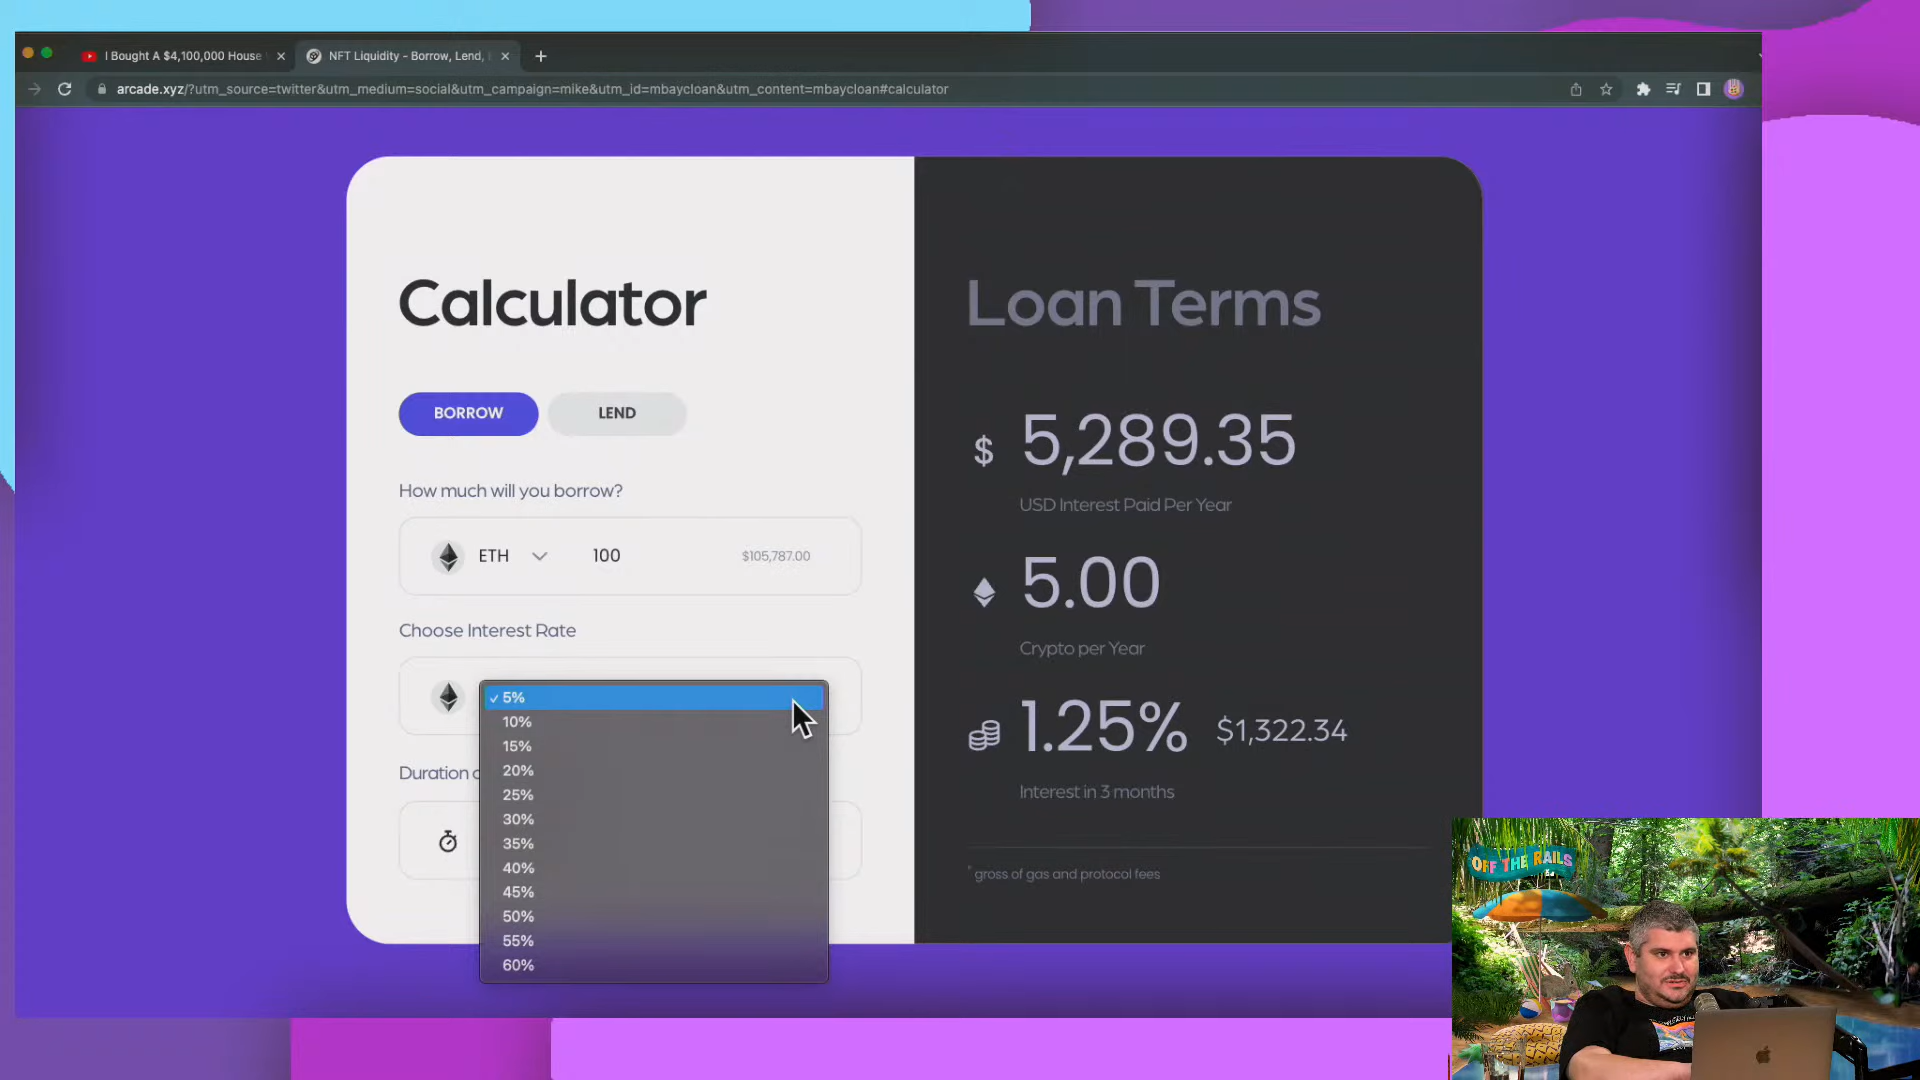 I Bought A $4,100,000 House
NFT Liquidity - Borrow, Lend,
arcade.xyz/?utm_source=twitter&utm_medium=social&utm_campaign=mike&utm_id=mbaycloan&utm_content=mbaycloan#calculator
Calculator
BORROW
LEND
How much will you borrow?
ETH
100
$105,787.00
Choose Interest Rate
✓ 5%
10%
15%
20%
25%
30%
35%
40%
45%
50%
55%
60%
Duration
Loan Terms
$ 5,289.35
USD Interest Paid Per Year
5.00
Crypto per Year
1.25% $1,322.34
Interest in 3 months
* gross of gas and protocol fees
OFF THE RAILS